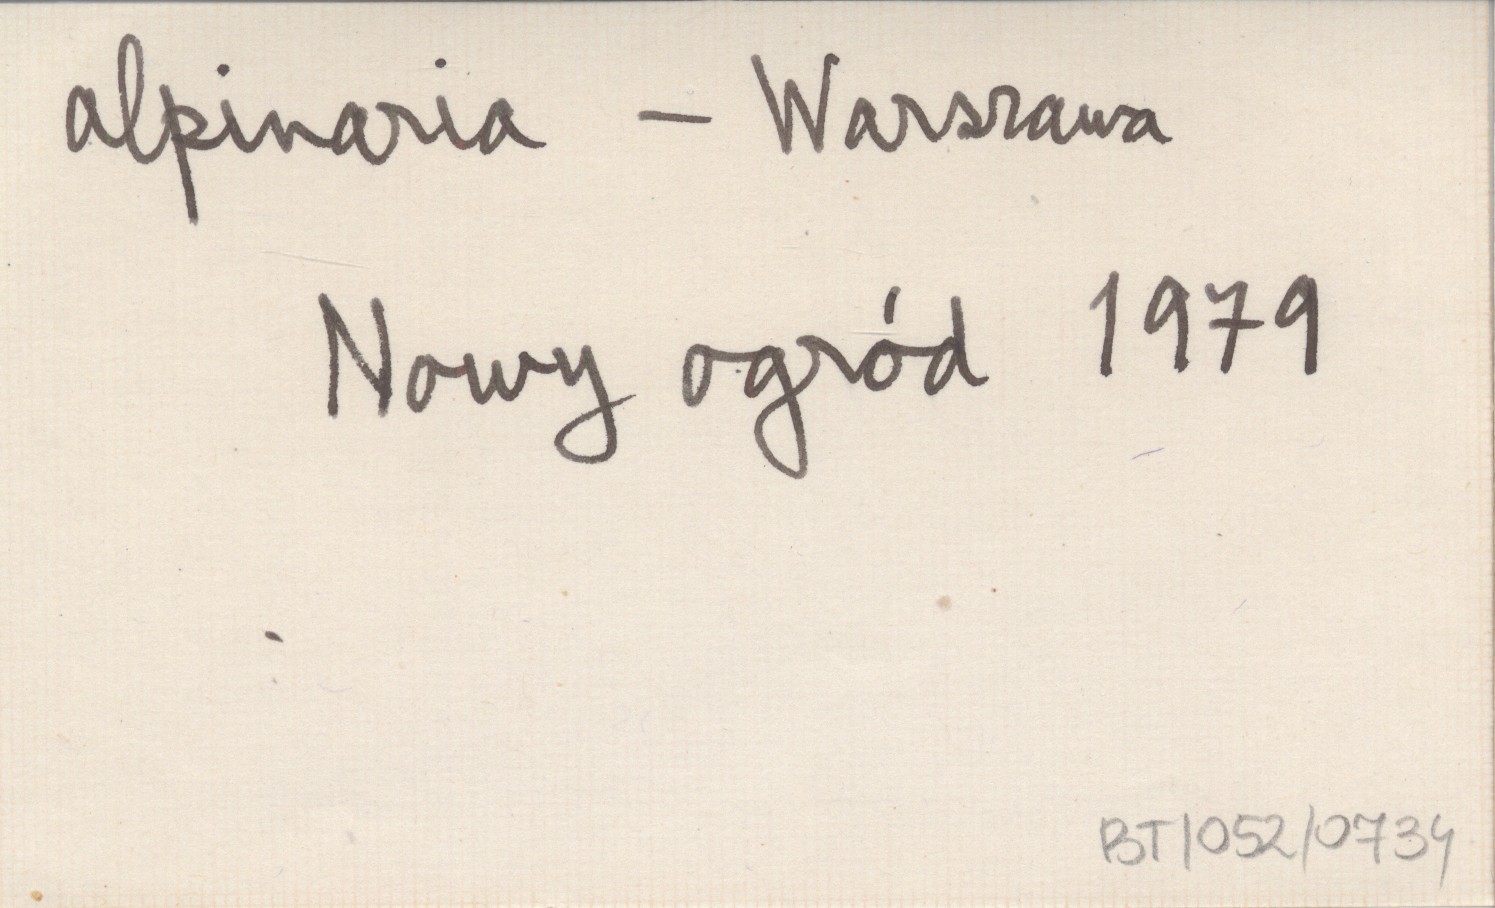 alpinaria – Warszawa
Nowy ogród 1979
BT/052/0734